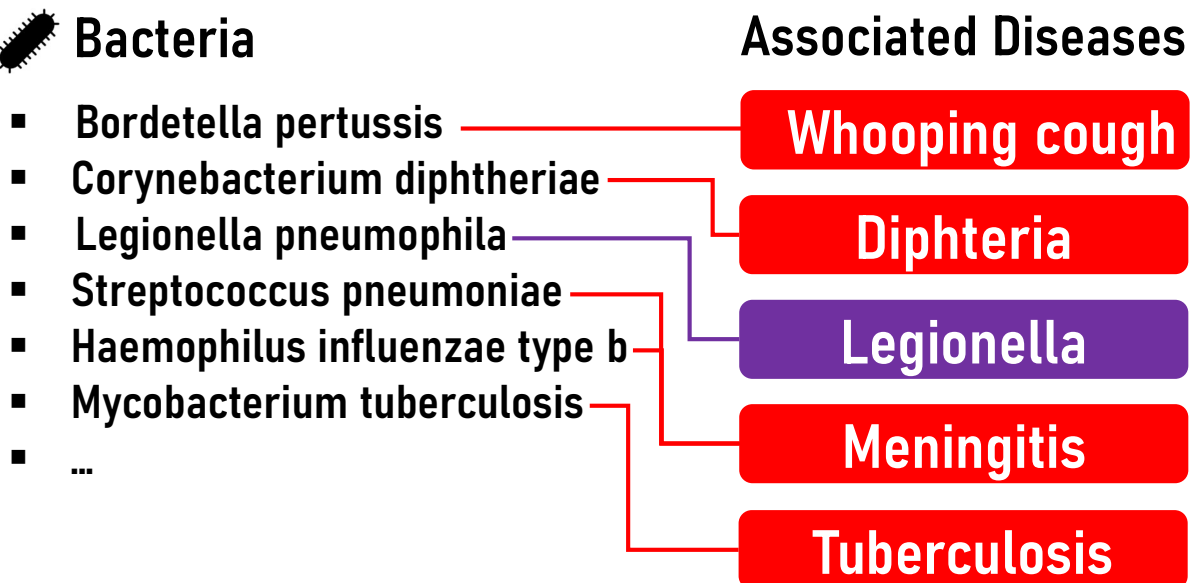 Bacteria
Associated Diseases
▪ Bordetella pertussis
▪ Corynebacterium diphtheriae
▪ Legionella pneumophila
▪ Streptococcus pneumoniae
▪ Haemophilus influenzae type b
▪ Mycobacterium tuberculosis
▪ ...
Whooping cough
Diphteria
Legionella
Meningitis
Tuberculosis